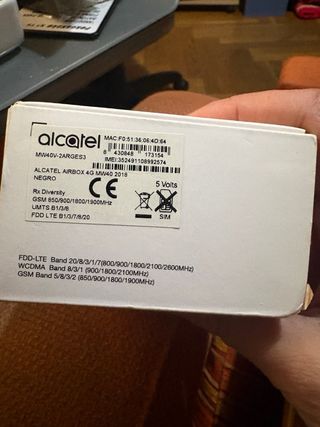 alcatel
MAC:F0:51:36:06:4D:64
8 430848 173154
MW40V-2ARGES3
IMEI:352491108992574
ALCATEL AIRBOX 4G MW40 2018
NEGRO
5 Volts
CE
Rx Diversity
GSM 850/900/1800/1900MHz
UMTS B1/3/8
FDD LTE B1/3/7/8/20
SIM
FDD-LTE Band 20/8/3/1/7(800/900/1800/2100/2600MHz)
WCDMA Band 8/3/1 (900/1800/2100MHz)
GSM Band 5/8/3/2 (850/900/1800/1900MHz)